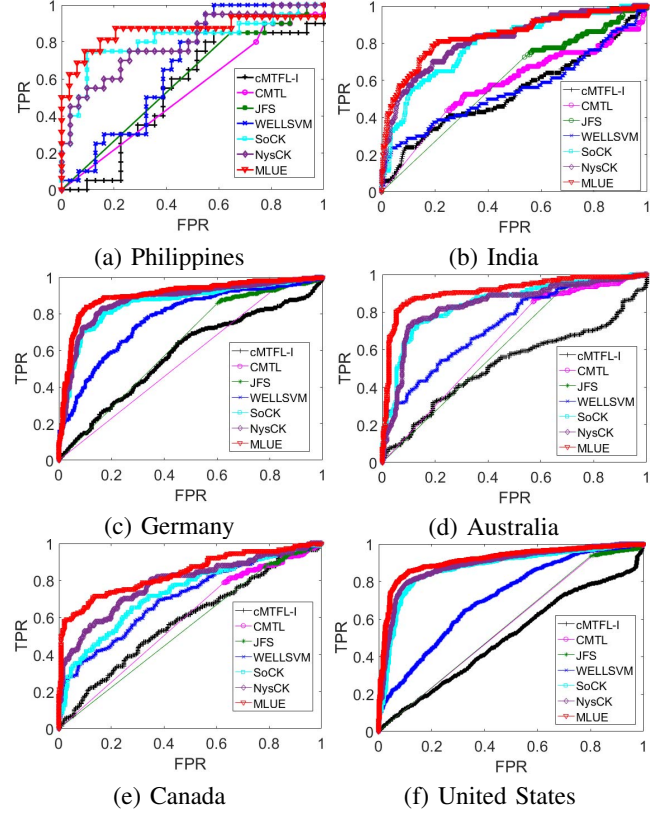 TPR
1
0.8
0.6
0.4
0.2
0
0 0.2 0.4 0.6 0.8 1
FPR
cMTFL-I
CMTL
JFS
WELLSVM
SoCK
NysCK
MLUE
(a) Philippines
TPR
1
0.8
0.6
0.4
0.2
0
0 0.2 0.4 0.6 0.8 1
FPR
cMTFL-I
CMTL
JFS
WELLSVM
SoCK
NysCK
MLUE
(b) India
TPR
1
0.8
0.6
0.4
0.2
0
0 0.2 0.4 0.6 0.8 1
FPR
cMTFL-I
CMTL
JFS
WELLSVM
SoCK
NysCK
MLUE
(c) Germany
TPR
1
0.8
0.6
0.4
0.2
0
0 0.2 0.4 0.6 0.8 1
FPR
cMTFL-I
CMTL
JFS
WELLSVM
SoCK
NysCK
MLUE
(d) Australia
TPR
1
0.8
0.6
0.4
0.2
0
0 0.2 0.4 0.6 0.8 1
FPR
cMTFL-I
CMTL
JFS
WELLSVM
SoCK
NysCK
MLUE
(e) Canada
TPR
1
0.8
0.6
0.4
0.2
0
0 0.2 0.4 0.6 0.8 1
FPR
cMTFL-I
CMTL
JFS
WELLSVM
SoCK
NysCK
MLUE
(f) United States